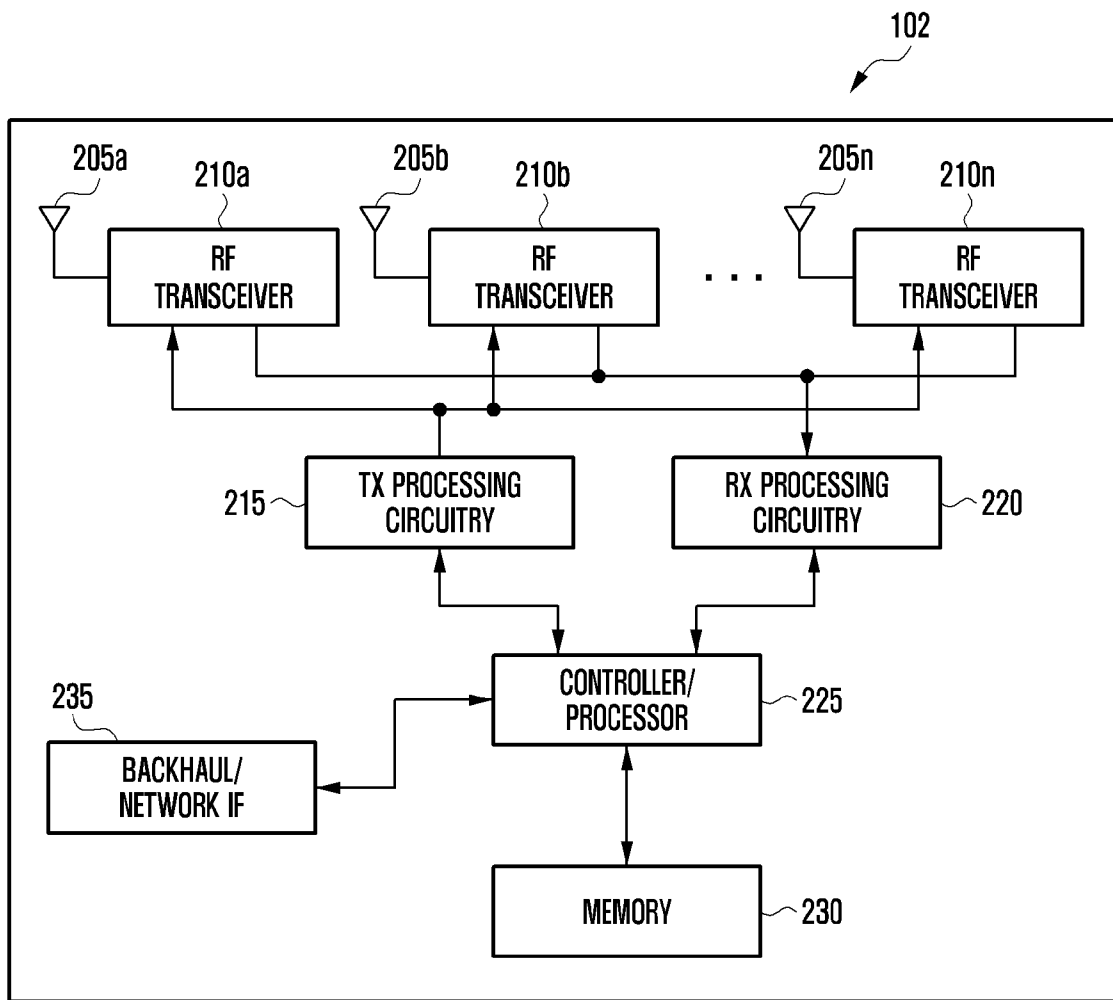 102
205a
210a
205b
210b
205n
210n
RF
TRANSCEIVER
RF
TRANSCEIVER
. . .
RF
TRANSCEIVER
215
TX PROCESSING
CIRCUITRY
RX PROCESSING
CIRCUITRY
220
235
CONTROLLER/
PROCESSOR
225
BACKHAUL/
NETWORK IF
MEMORY
230